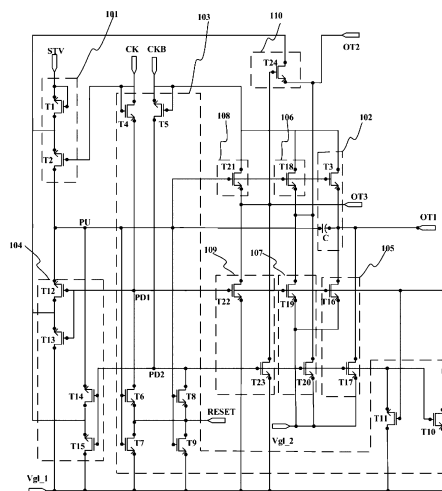 101
103
110
STV
CK
CKB
OT2
T24
T1
T4
T5
108
106
102
T2
T21
T18
T3
OT3
PU
C
OT1
104
109
107
105
T12
PD1
T22
T19
T16
T13
PD2
T23
T20
T17
T14
T6
T8
T11
T10
RESET
T15
T7
T9
Vgl_2
Vgl_1